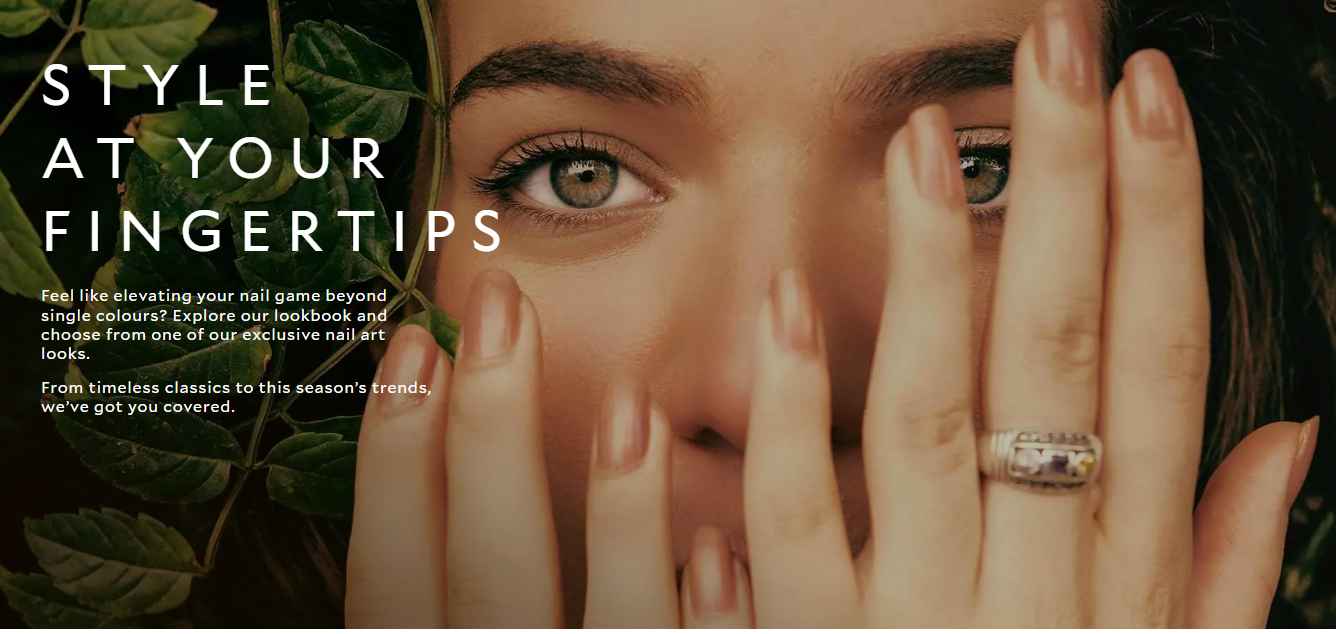 STYLE
AT YOUR
FINGERTIPS
Feel like elevating your nail game beyond
single colours? Explore our lookbook and
choose from one of our exclusive nail art
looks.
From timeless classics to this season’s trends,
we’ve got you covered.